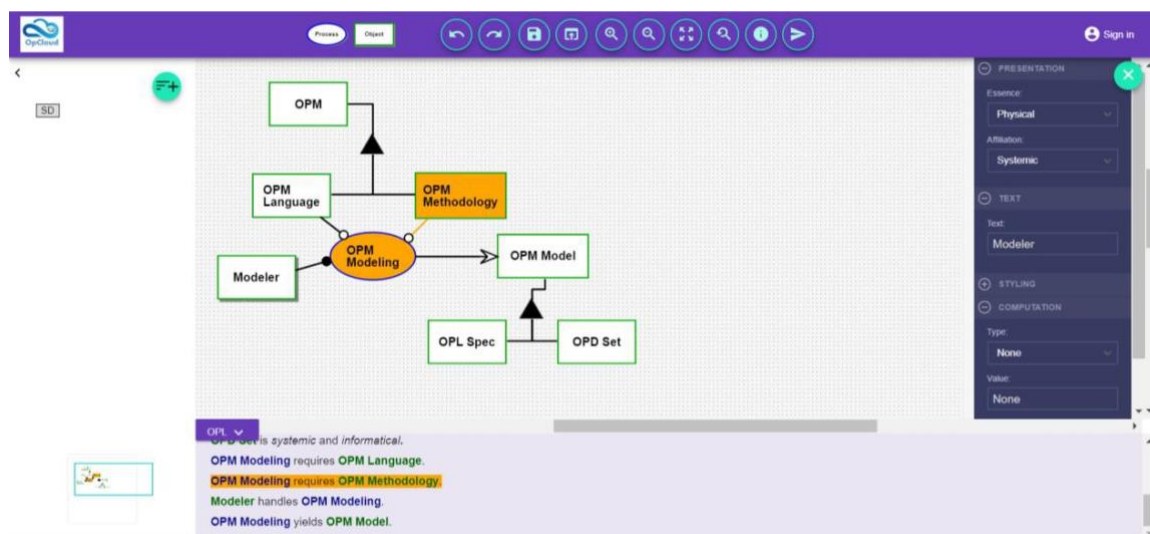 OpCloud
Process
Object
Sign in
SD
OPM
OPM
Language
OPM
Methodology
OPM
Modeling
Modeler
OPM Model
OPL Spec
OPD Set
PRESENTATION
Essence:
Physical
Affiliation:
Systemic
TEXT
Text:
Modeler
STYLING
COMPUTATION
Type:
None
Value:
None
OPL
OPD Set is systemic and informatical.
OPM Modeling requires OPM Language.
OPM Modeling requires OPM Methodology.
Modeler handles OPM Modeling.
OPM Modeling yields OPM Model.